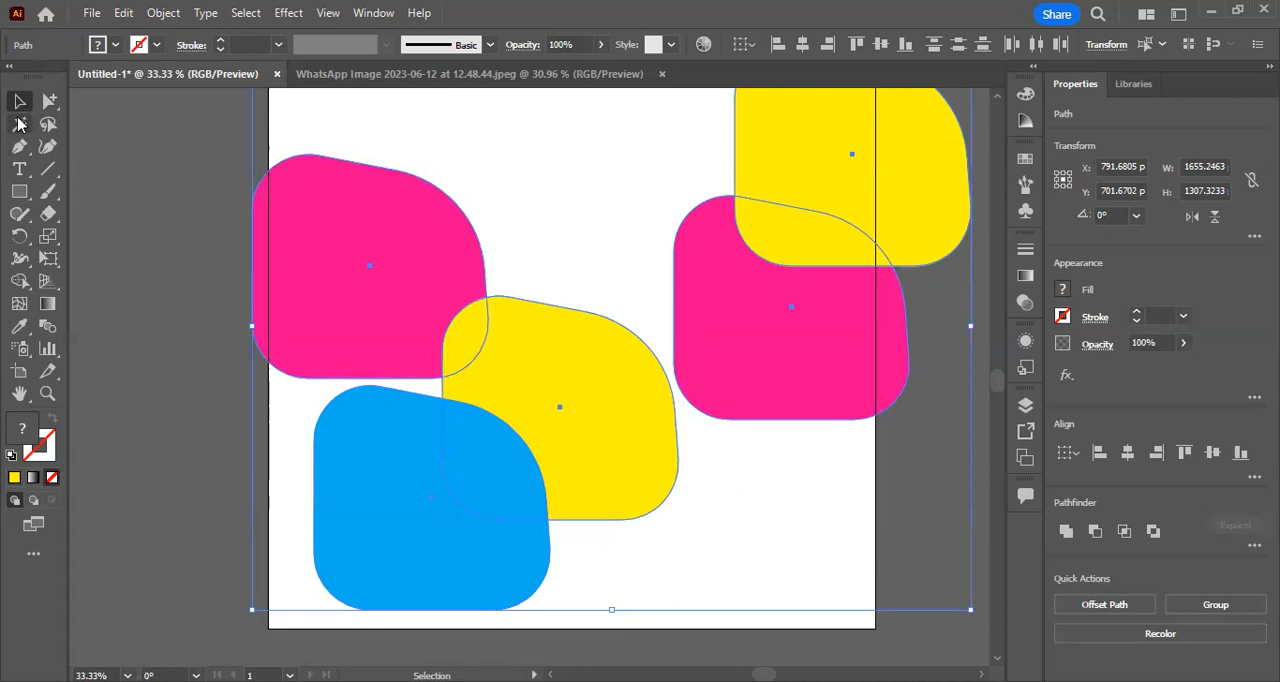 Ai File Edit Object Type Select Effect View Window Help Share
Path ? Stroke: Basic Opacity: 100% Style: Transform
Untitled-1* @ 33.33 % (RGB/Preview) × WhatsApp Image 2023-06-12 at 12.48.44.jpeg @ 30.96 % (RGB/Preview) ×
Properties Libraries
Path
Transform
X: 791.6805 p W: 1655.2463
Y: 701.6702 p H: 1307.3233
0°
Appearance
? Fill
Stroke
Opacity 100%
fx.
Align
?
Pathfinder
Expand
Quick Actions
Offset Path Group
Recolor
33.33% 0° 1 Selection